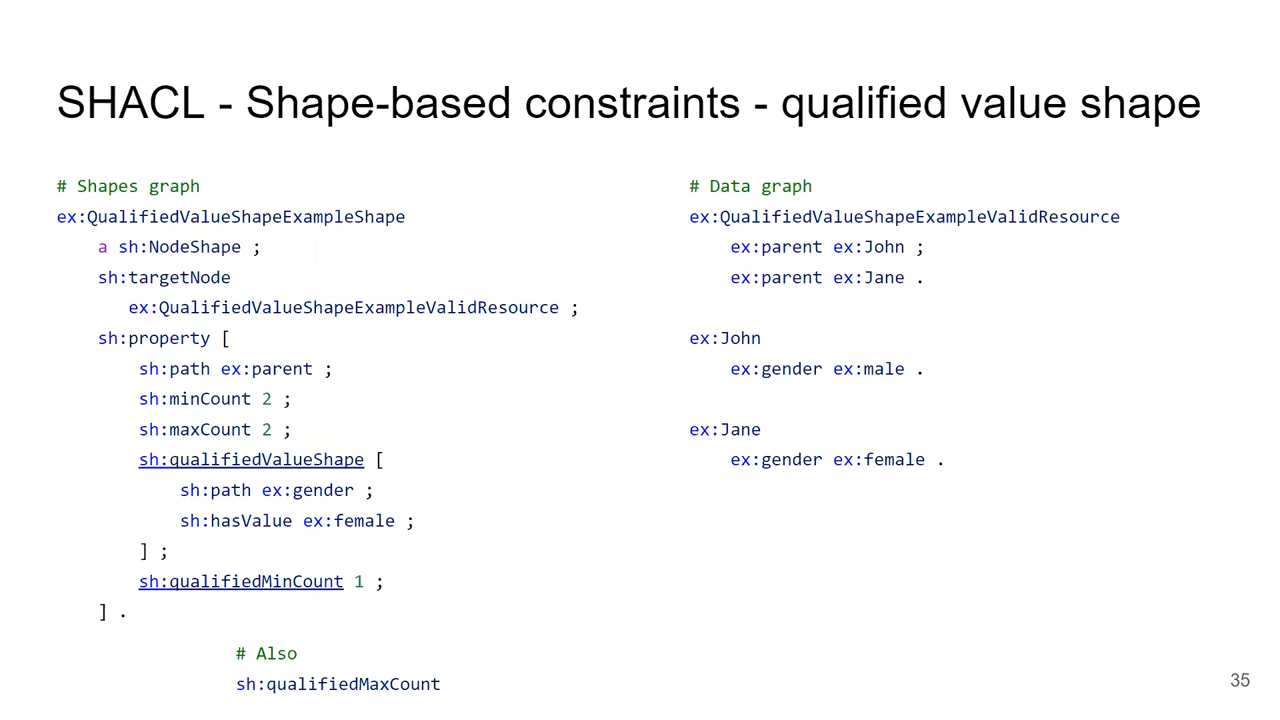 SHACL - Shape-based constraints - qualified value shape
# Shapes graph
ex:QualifiedValueShapeExampleShape
a sh:NodeShape ;
sh:targetNode
ex:QualifiedValueShapeExampleValidResource ;
sh:property [
sh:path ex:parent ;
sh:minCount 2 ;
sh:maxCount 2 ;
sh:qualifiedValueShape [
sh:path ex:gender ;
sh:hasValue ex:female ;
] ;
sh:qualifiedMinCount 1 ;
] .
# Also
sh:qualifiedMaxCount
# Data graph
ex:QualifiedValueShapeExampleValidResource
ex:parent ex:John ;
ex:parent ex:Jane .
ex:John
ex:gender ex:male .
ex:Jane
ex:gender ex:female .
35